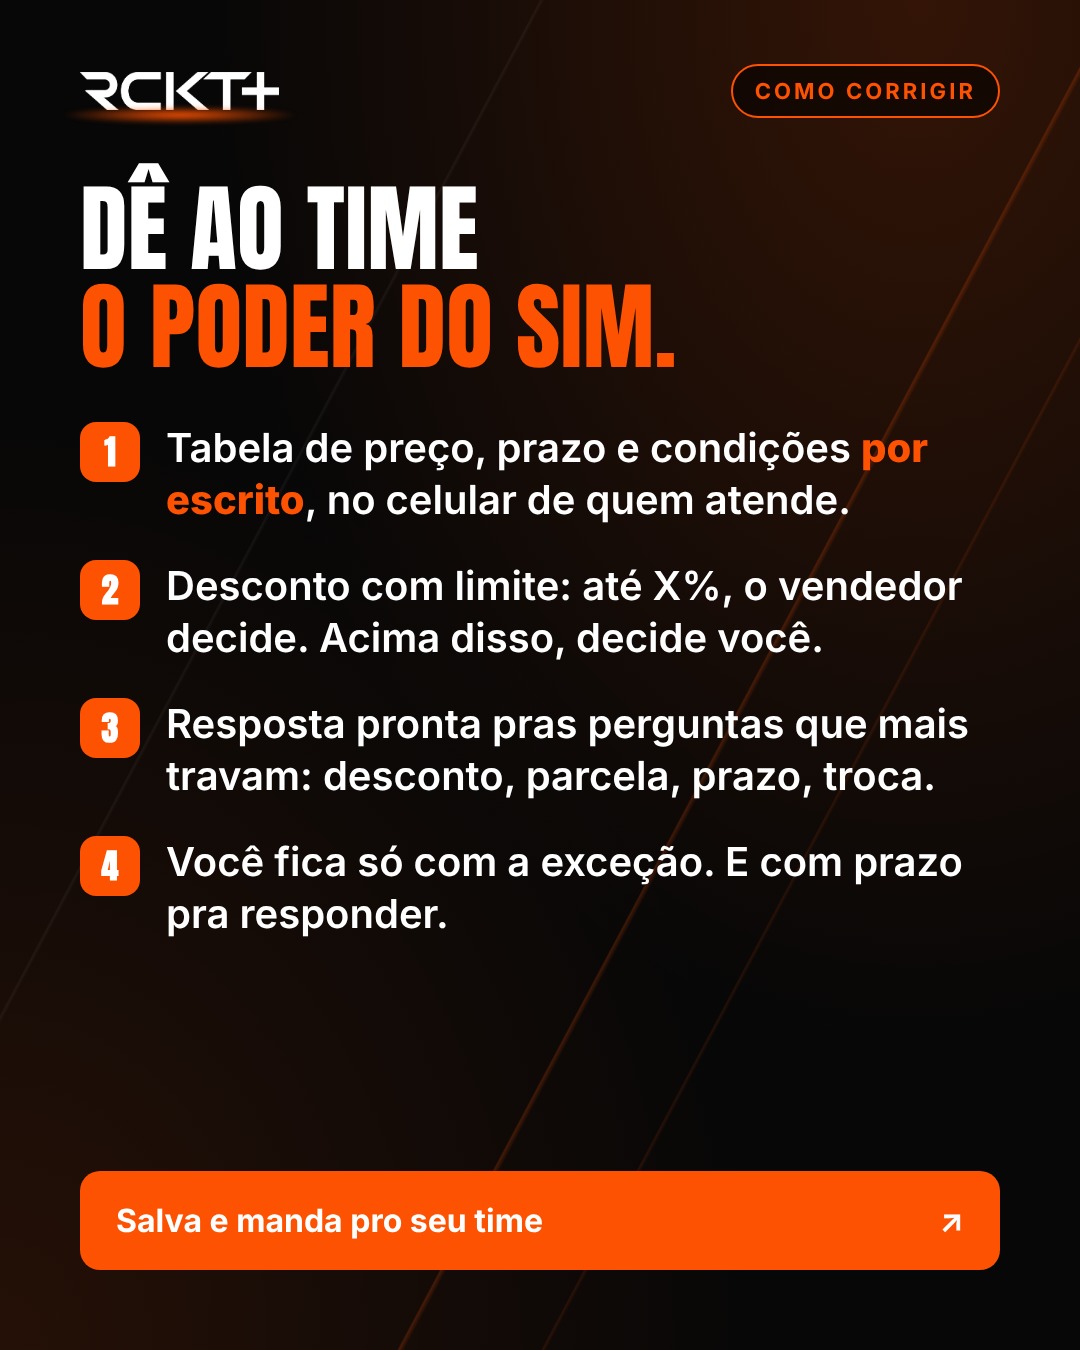 RCKT+
COMO CORRIGIR
DÊ AO TIME
O PODER DO SIM.
1
Tabela de preço, prazo e condições por
escrito, no celular de quem atende.
2
Desconto com limite: até X%, o vendedor
decide. Acima disso, decide você.
3
Resposta pronta pras perguntas que mais
travam: desconto, parcela, prazo, troca.
4
Você fica só com a exceção. E com prazo
pra responder.
Salva e manda pro seu time